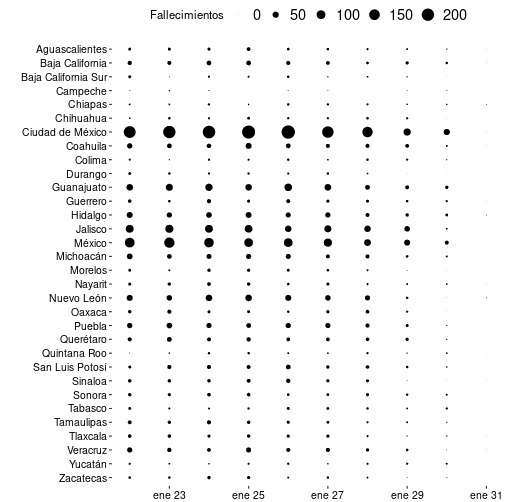 Fallecimientos 0 50 100 150 200
Aguascalientes
Baja California
Baja California Sur
Campeche
Chiapas
Chihuahua
Ciudad de México
Coahuila
Colima
Durango
Guanajuato
Guerrero
Hidalgo
Jalisco
México
Michoacán
Morelos
Nayarit
Nuevo León
Oaxaca
Puebla
Querétaro
Quintana Roo
San Luis Potosí
Sinaloa
Sonora
Tabasco
Tamaulipas
Tlaxcala
Veracruz
Yucatán
Zacatecas
ene 23 ene 25 ene 27 ene 29 ene 31